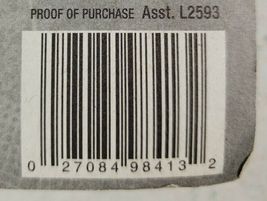 PROOF OF PURCHASE Asst. L2593
0 27084 98413 2